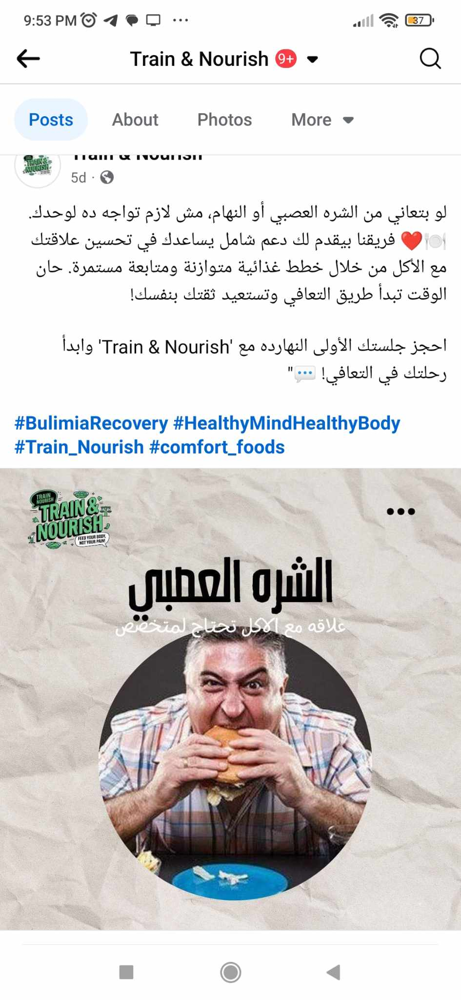 9:53 PM
37
Train & Nourish 9+
Posts About Photos More
Train & Nourish
5d ·
لو بتعاني من الشره العصبي أو النهام، مش لازم تواجه ده لوحدك.
🍽️❤️ فريقنا بيقدم لك دعم شامل يساعدك في تحسين علاقتك
مع الأكل من خلال خطط غذائية متوازنة ومتابعة مستمرة. حان
الوقت تبدأ طريق التعافي وتستعيد ثقتك بنفسك!
احجز جلستك الأولى النهارده مع 'Train & Nourish' وابدأ
رحلتك في التعافي! 💬"
#BulimiaRecovery #HealthyMindHealthyBody
#Train_Nourish #comfort_foods
TRAIN
NOURISH
TRAIN &
NOURISH
FEED YOUR BODY,
NOT YOUR PAIN!
الشره العصبي
علاقه مع الاكل تحتاج لمتخصص